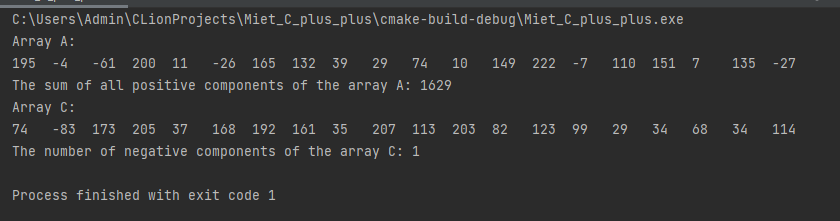 C:\Users\Admin\CLionProjects\Miet_C_plus_plus\cmake-build-debug\Miet_C_plus_plus.exe
Array A:
195 -4 -61 200 11 -26 165 132 39 29 74 10 149 222 -7 110 151 7 135 -27
The sum of all positive components of the array A: 1629
Array C:
74 -83 173 205 37 168 192 161 35 207 113 203 82 123 99 29 34 68 34 114
The number of negative components of the array C: 1
Process finished with exit code 1